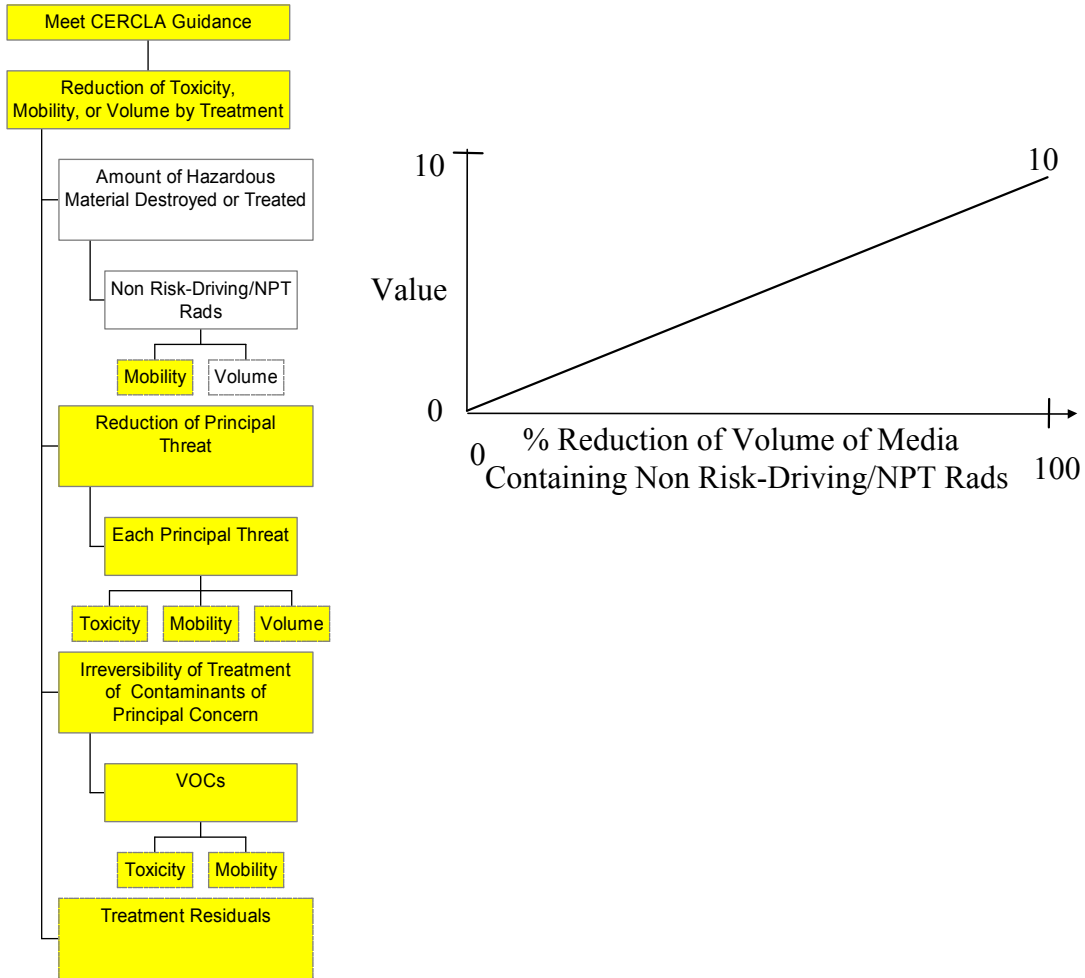 Meet CERCLA Guidance
Reduction of Toxicity,
Mobility, or Volume by Treatment
Amount of Hazardous
Material Destroyed or Treated
Non Risk-Driving/NPT
Rads
Mobility
Volume
Reduction of Principal
Threat
Each Principal Threat
Toxicity
Mobility
Volume
Irreversibility of Treatment
of Contaminants of
Principal Concern
VOCs
Toxicity
Mobility
Treatment Residuals
10
10
Value
0
0
% Reduction of Volume of Media
Containing Non Risk-Driving/NPT Rads
100